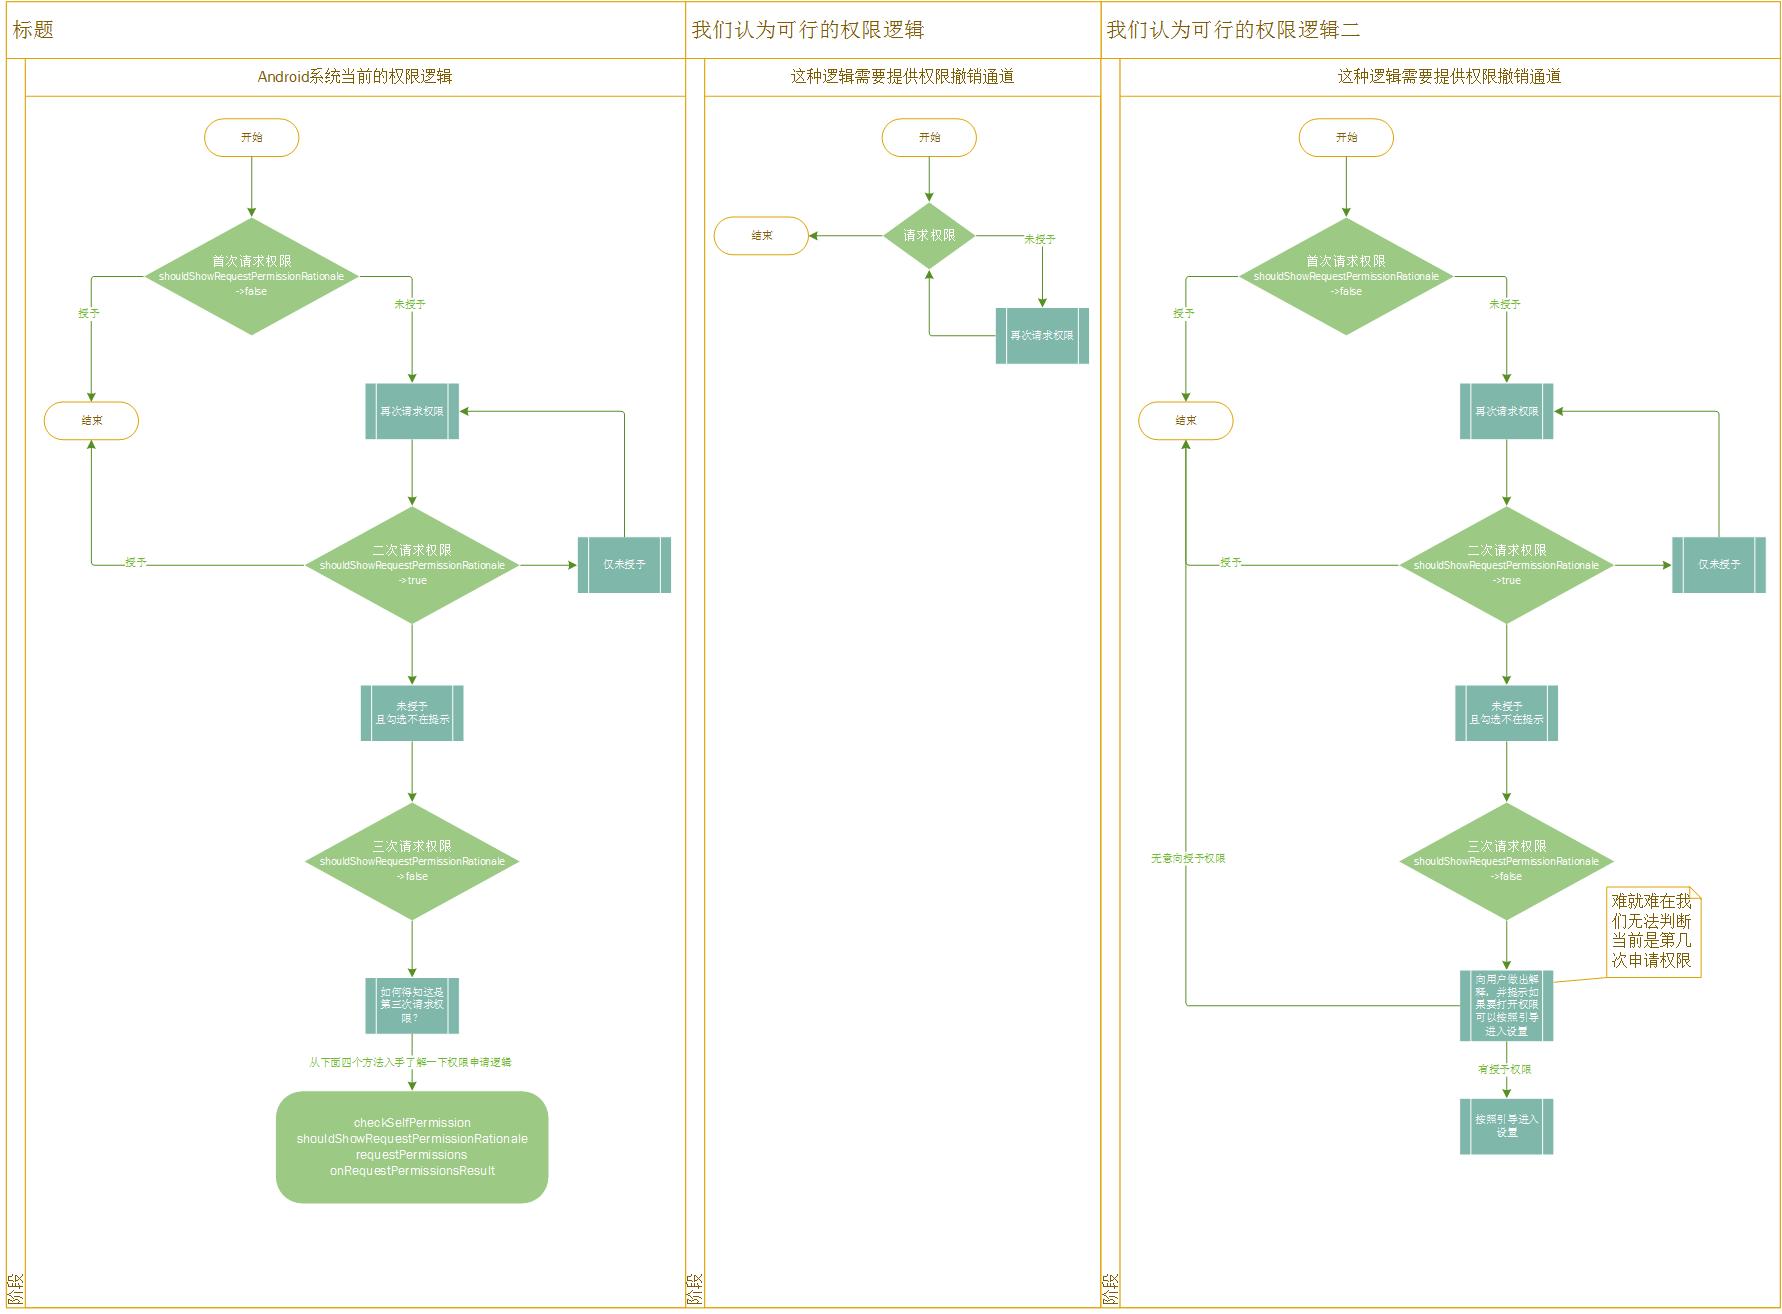 标题
Android系统当前的权限逻辑
开始
首次请求权限
shouldShowRequestPermissionRationale
->false
授予
未授予
再次请求权限
结束
二次请求权限
shouldShowRequestPermissionRationale
->true
授予
仅未授予
未授予
且勾选不在提示
三次请求权限
shouldShowRequestPermissionRationale
->false
如何得知这是
第三次请求权
限？
从下面四个方法入手了解一下权限申请逻辑
checkSelfPermission
shouldShowRequestPermissionRationale
requestPermissions
onRequestPermissionsResult
阶段
我们认为可行的权限逻辑
这种逻辑需要提供权限撤销通道
开始
请求权限
结束
未授予
再次请求权限
阶段
我们认为可行的权限逻辑二
这种逻辑需要提供权限撤销通道
开始
首次请求权限
shouldShowRequestPermissionRationale
->false
授予
未授予
再次请求权限
结束
二次请求权限
shouldShowRequestPermissionRationale
->true
授予
仅未授予
未授予
且勾选不在提示
三次请求权限
shouldShowRequestPermissionRationale
->false
无意向授予权限
难就难在我
们无法判断
当前是第几
次申请权限
向用户做出解
释，并提示如
果要打开权限
可以按照引导
进入设置
有授予权限
按照引导进入
设置
阶段